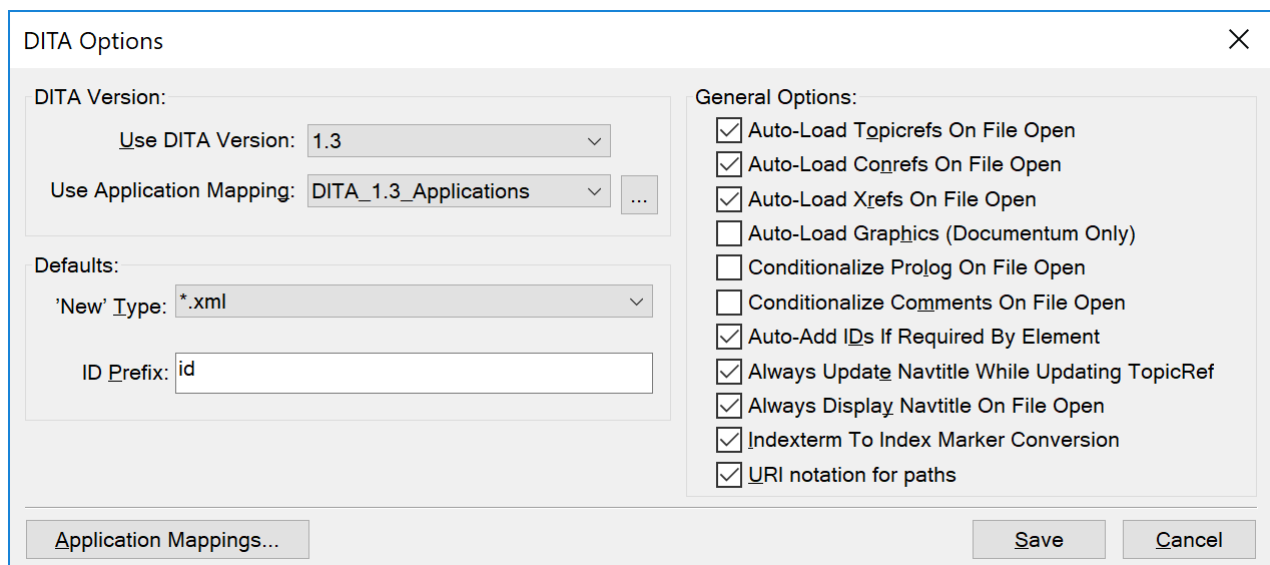 DITA Options
DITA Version:
Use DITA Version: 1.3
Use Application Mapping: DITA_1.3_Applications ...
Defaults:
'New' Type: *.xml
ID Prefix: id
General Options:
Auto-Load Topicrefs On File Open
Auto-Load Conrefs On File Open
Auto-Load Xrefs On File Open
Auto-Load Graphics (Documentum Only)
Conditionalize Prolog On File Open
Conditionalize Comments On File Open
Auto-Add IDs If Required By Element
Always Update Navtitle While Updating TopicRef
Always Display Navtitle On File Open
Indexterm To Index Marker Conversion
URI notation for paths
Application Mappings... Save Cancel